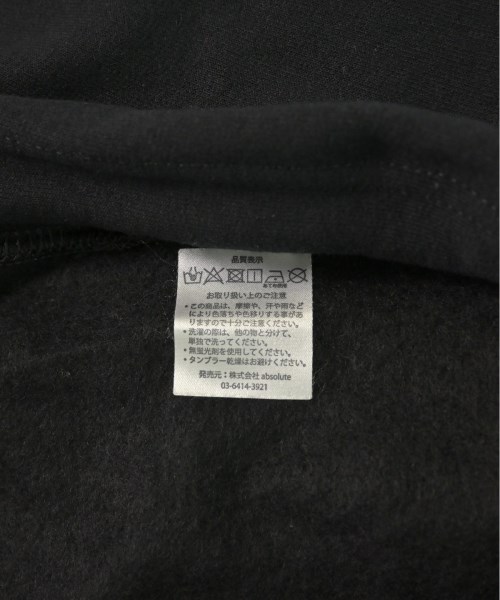 品質表示
あて布使用
お取り扱い上のご注意
・この商品は、摩擦や、汗や雨など
により色落ちや色移りする事があ
りますので十分ご注意ください。
・洗濯の際は、他の物と分けて、
単独で洗ってください。
・無蛍光剤を使用してください。
・タンブラー乾燥はお避けください。
発売元：株式会社 absolute
03-6414-3921